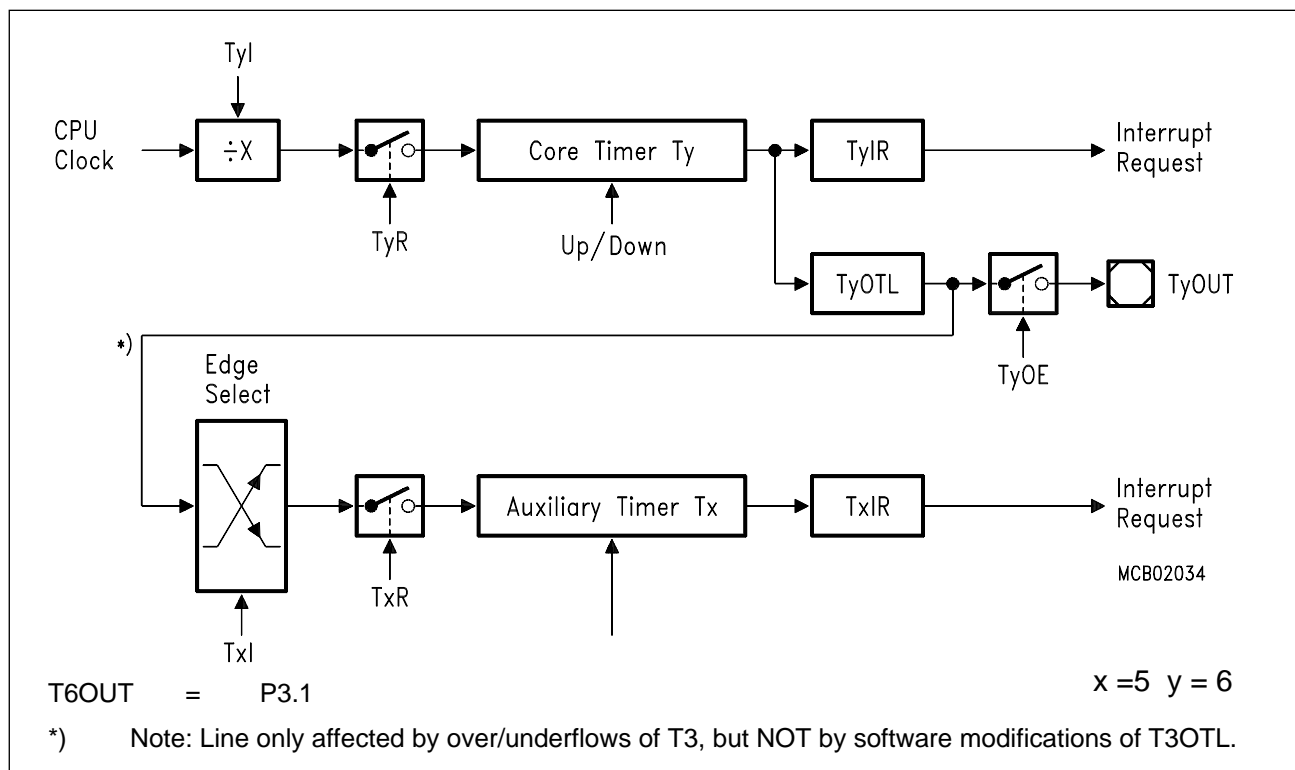 TyI
CPU
Clock
÷X
TyR
Core Timer Ty
Up/Down
TyIR
Interrupt
Request
TyOTL
TyOE
TyOUT
*)
Edge
Select
TxI
TxR
Auxiliary Timer Tx
TxIR
Interrupt
Request
MCB02034
T6OUT = P3.1
x =5 y = 6
*) Note: Line only affected by over/underflows of T3, but NOT by software modifications of T3OTL.